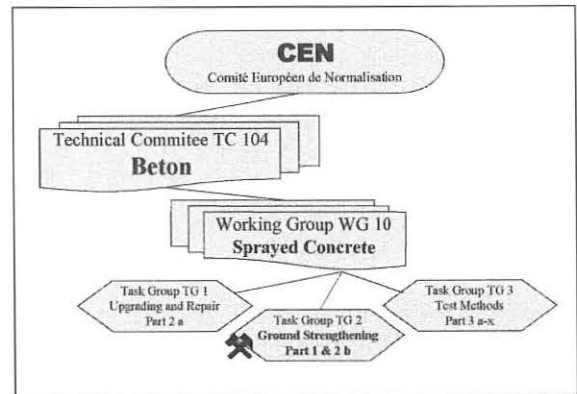 CEN
Comité Européen de Normalisation
Technical Commitee TC 104
Beton
Working Group WG 10
Sprayed Concrete
Task Group TG 1
Upgrading and Repair
Part 2 a
Task Group TG 2
Ground Strengthening
Part 1 & 2 b
Task Group TG 3
Test Methods
Part 3 a-x